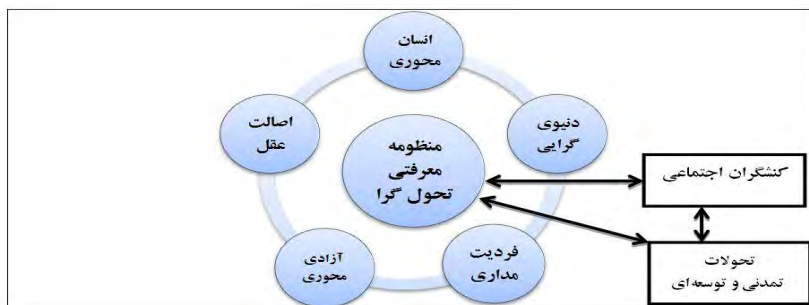 انسان
محوری
دنیوی
گرایی
اصالت
عقل
منظومه
معرفتی
تحول گرا
کنشگران اجتماعی
فردیت
مداری
آزادی
محوری
تحولات
تمدنی و توسعه‌ای